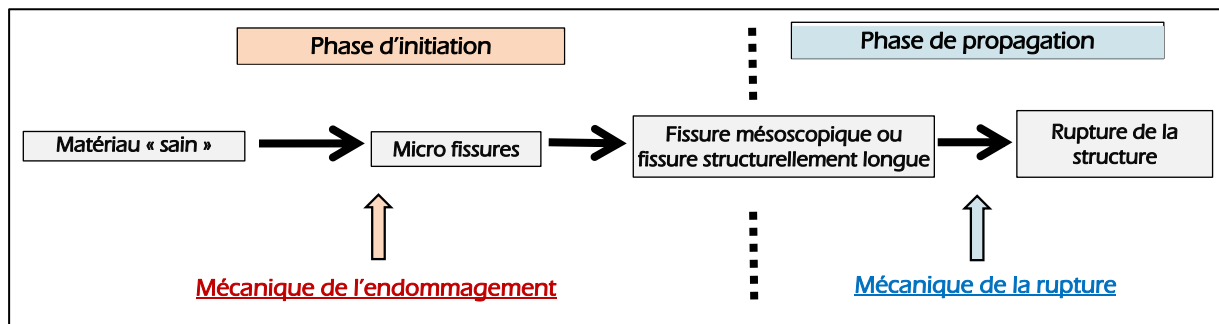 Phase d'initiation
Phase de propagation
Matériau « sain »
Micro fissures
Fissure mésoscopique ou
fissure structurellement longue
Rupture de la
structure
Mécanique de l'endommagement
Mécanique de la rupture